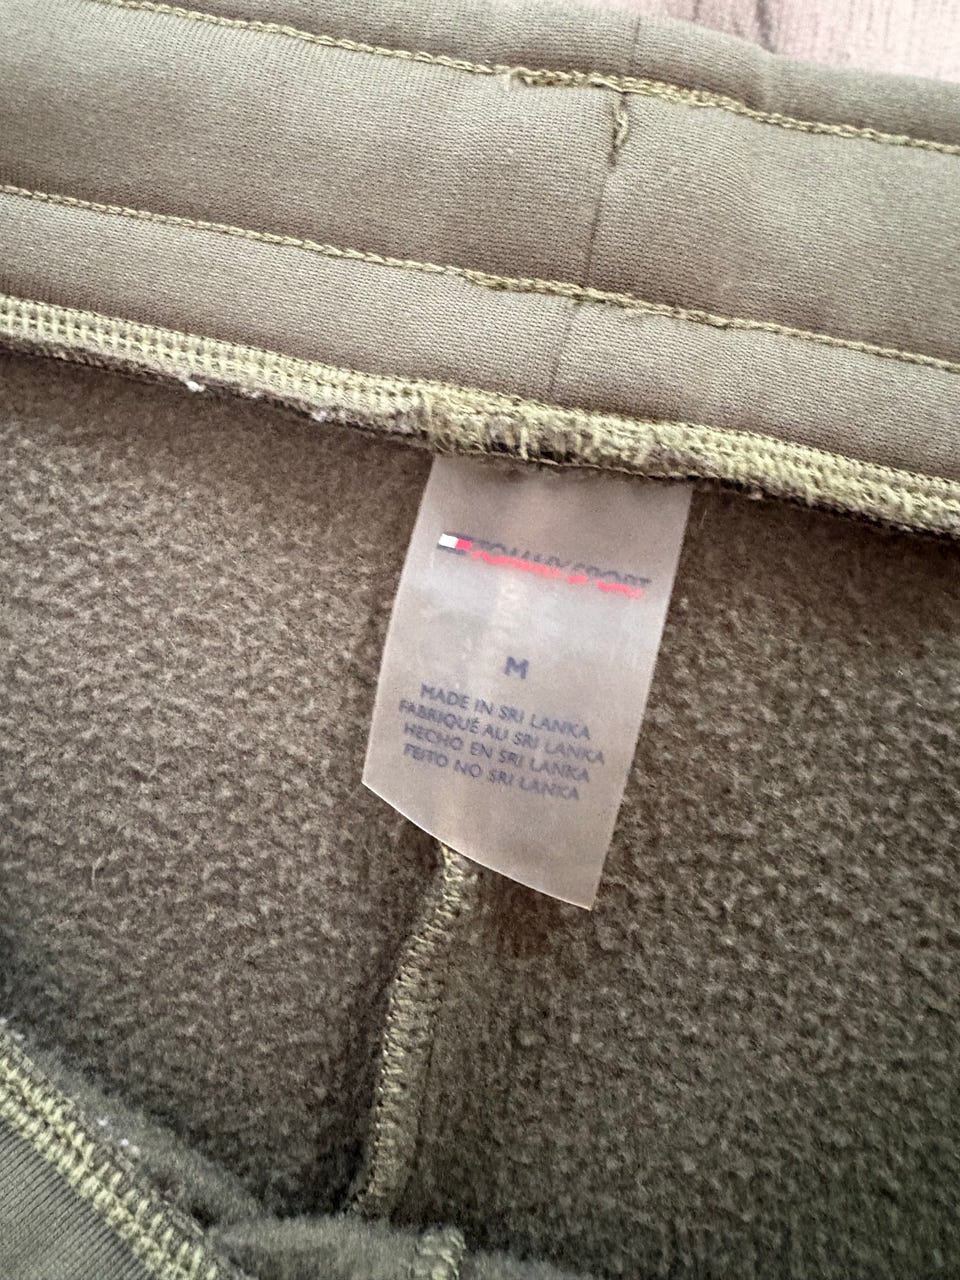 TOMMY SPORT
M
MADE IN SRI LANKA
FABRIQUÉ AU SRI LANKA
HECHO EN SRI LANKA
FEITO NO SRI LANKA